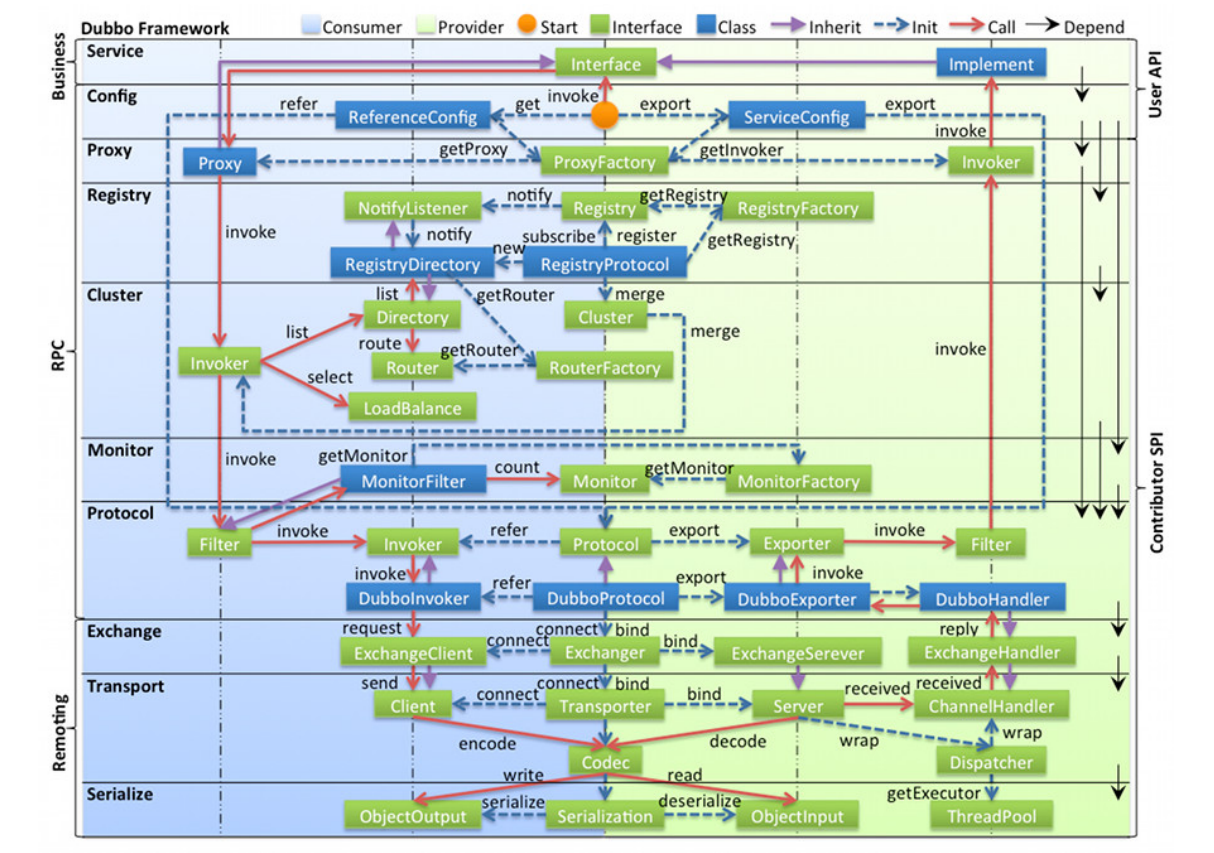 Dubbo Framework Consumer Provider Start Interface Class Inherit Init Call Depend
Business
Service
Interface
Implement
User API
Config
refer
ReferenceConfig
get
invoke
export
ServiceConfig
export
invoke
Proxy
Proxy
getProxy
ProxyFactory
getInvoker
Invoker
RPC
Registry
NotifyListener
notify
Registry
getRegistry
RegistryFactory
invoke
notify
subscribe
register
getRegistry
RegistryDirectory
new
RegistryProtocol
Cluster
list
getRouter
merge
Directory
Cluster
merge
list
route
getRouter
invoke
Invoker
Router
RouterFactory
select
LoadBalance
Contributor SPI
Monitor
invoke
getMonitor
MonitorFilter
count
Monitor
getMonitor
MonitorFactory
Protocol
Filter
invoke
Invoker
refer
Protocol
export
Exporter
invoke
Filter
invoke
refer
export
invoke
DubboInvoker
DubboProtocol
DubboExporter
DubboHandler
Remoting
Exchange
request
connect
connect
bind
bind
reply
ExchangeClient
Exchanger
ExchangeSerever
ExchangeHandler
Transport
send
connect
connect
bind
bind
received
received
Client
Transporter
Server
ChannelHandler
encode
decode
wrap
wrap
Codec
Dispatcher
write
read
Serialize
serialize
deserialize
getExecutor
ObjectOutput
Serialization
ObjectInput
ThreadPool